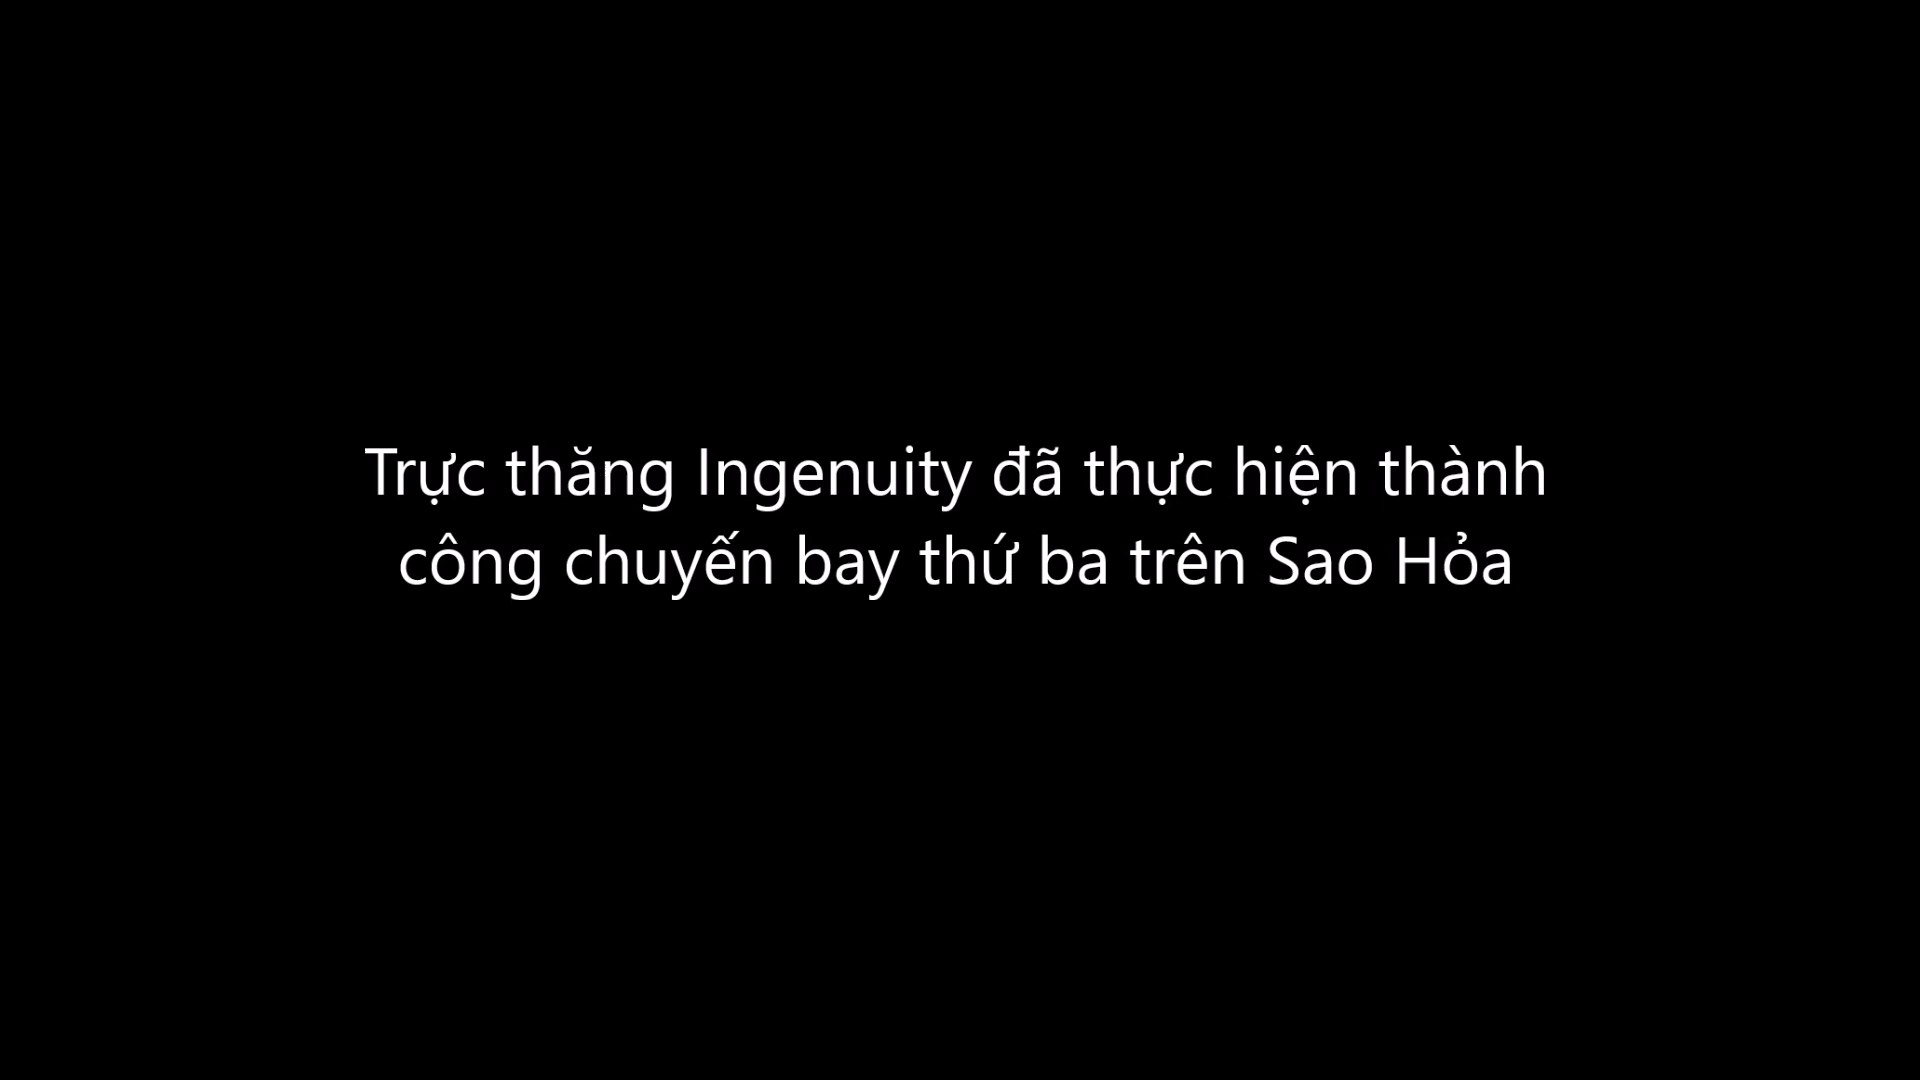 Trực thăng Ingenuity đã thực hiện thành
công chuyến bay thứ ba trên Sao Hỏa